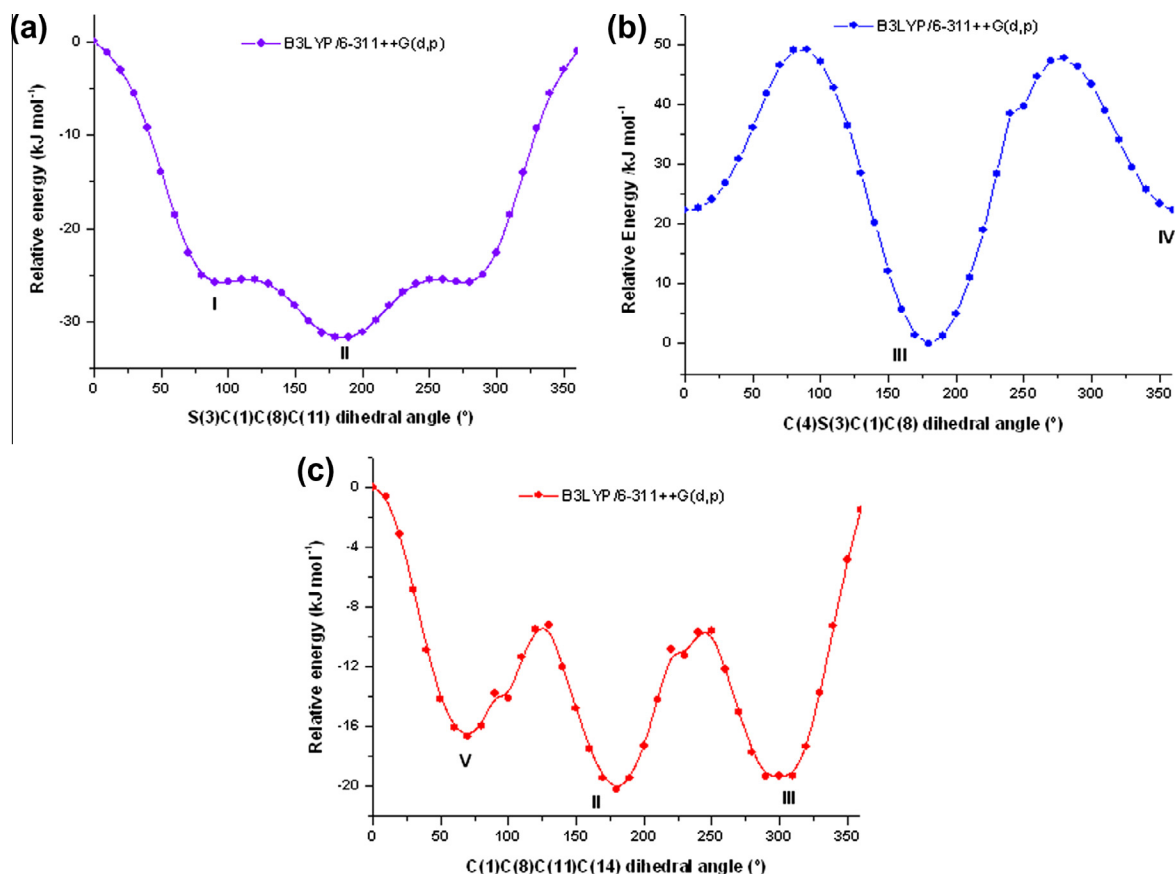 (a)
B3LYP/6-311++G(d,p)
Relative energy (kJ mol⁻¹)
0
-10
-20
-30
I
II
0 50 100 150 200 250 300 350
S(3)C(1)C(8)C(11) dihedral angle (°)
(b)
B3LYP/6-311++G(d,p)
Relative Energy /kJ mol⁻¹
50
40
30
20
10
0
III
IV
0 50 100 150 200 250 300 350
C(4)S(3)C(1)C(8) dihedral angle (°)
(c)
B3LYP/6-311++G(d,p)
Relative energy (kJ mol⁻¹)
0
-4
-8
-12
-16
-20
V
II
III
0 50 100 150 200 250 300 350
C(1)C(8)C(11)C(14) dihedral angle (°)